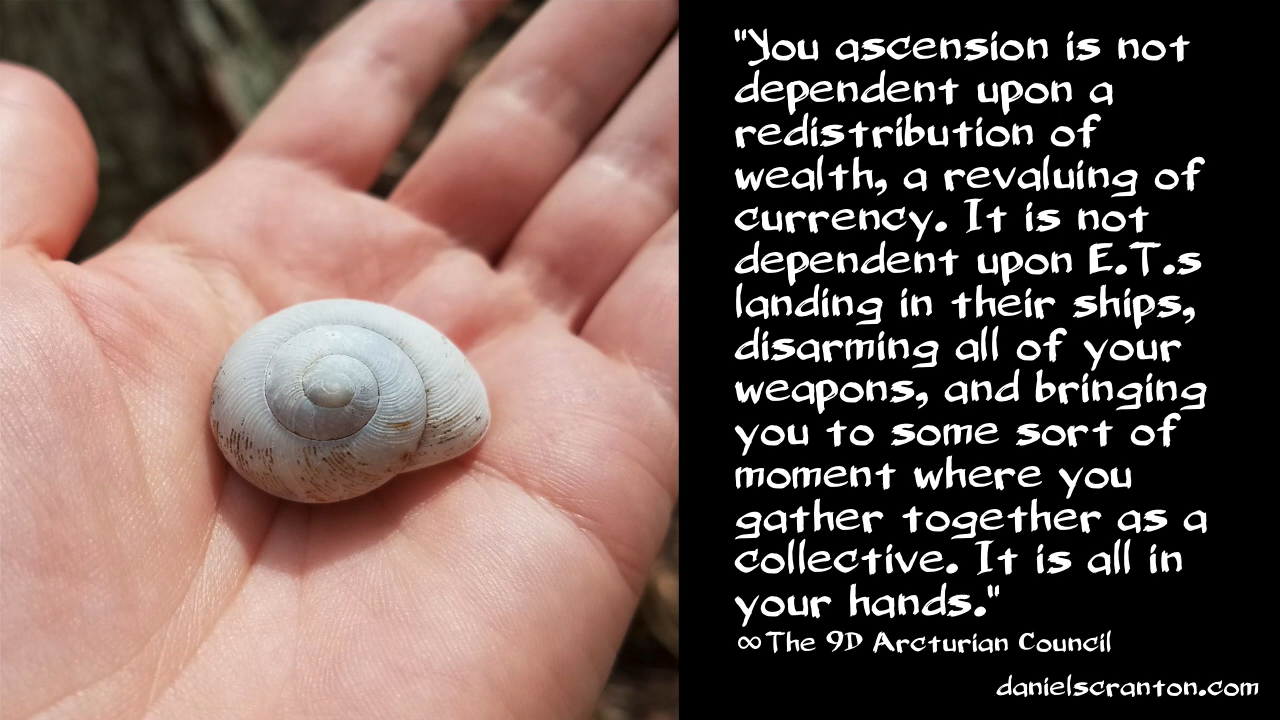 "You ascension is not
dependent upon a
redistribution of
wealth, a revaluing of
currency. It is not
dependent upon E.T.s
landing in their ships,
disarming all of your
weapons, and bringing
you to some sort of
moment where you
gather together as a
collective. It is all in
your hands."
∞The 9D Arcturian Council
danielscranton.com